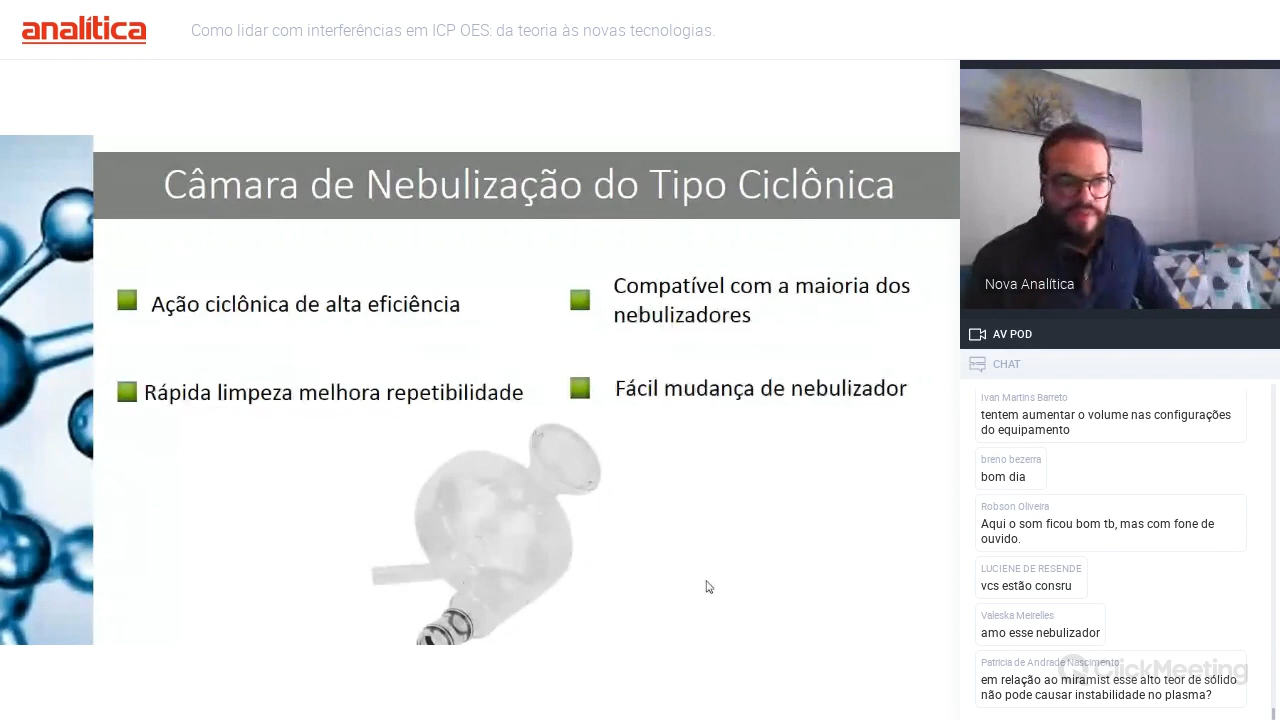 analítica
Como lidar com interferências em ICP OES: da teoria às novas tecnologias.
Câmara de Nebulização do Tipo Ciclônica
Ação ciclônica de alta eficiência
Rápida limpeza melhora repetibilidade
Compatível com a maioria dos
nebulizadores
Fácil mudança de nebulizador
Nova Analítica
AV POD
CHAT
Ivan Martins Barreto
tentem aumentar o volume nas configurações
do equipamento
breno bezerra
bom dia
Robson Oliveira
Aqui o som ficou bom tb, mas com fone de
ouvido.
LUCIENE DE RESENDE
vcs estão consru
Valeska Meirelles
amo esse nebulizador
Patricia de Andrade Nascimento
em relação ao miramist esse alto teor de sólido
não pode causar instabilidade no plasma?
ClickMeeting